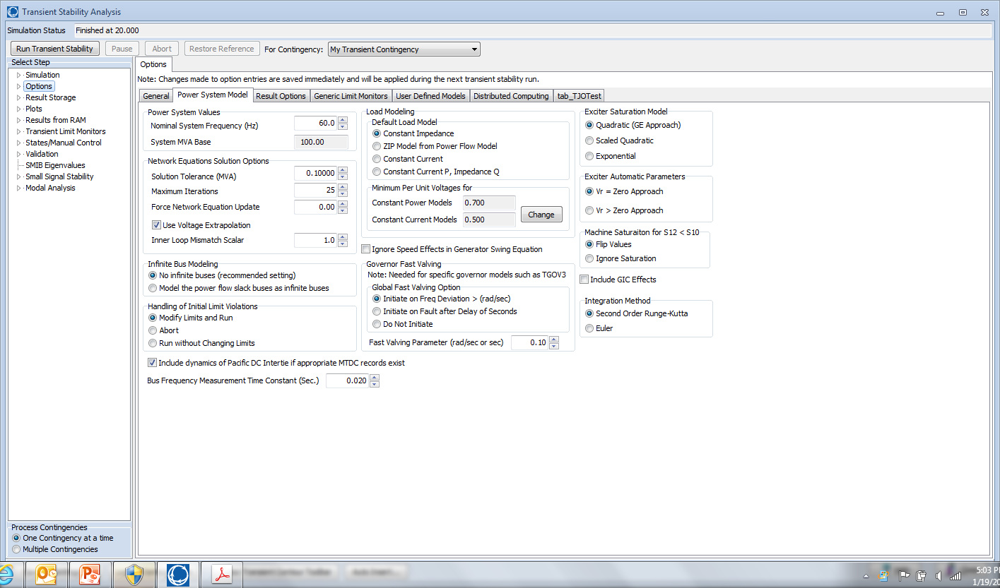 Transient Stability Analysis
Simulation Status Finished at 20.000
Run Transient Stability Pause Abort Restore Reference For Contingency: My Transient Contingency
Select Step
Simulation
Options
Result Storage
Plots
Results from RAM
Transient Limit Monitors
States/Manual Control
Validation
SMIB Eigenvalues
Small Signal Stability
Modal Analysis
Process Contingencies
One Contingency at a time
Multiple Contingencies
Options
Note: Changes made to option entries are saved immediately and will be applied during the next transient stability run.
General Power System Model Result Options Generic Limit Monitors User Defined Models Distributed Computing tab_TJOTest
Power System Values
Nominal System Frequency (Hz) 60.0
System MVA Base 100.00
Network Equations Solution Options
Solution Tolerance (MVA) 0.10000
Maximum Iterations 25
Force Network Equation Update 0.00
Use Voltage Extrapolation
Inner Loop Mismatch Scalar 1.0
Infinite Bus Modeling
No infinite buses (recommended setting)
Model the power flow slack buses as infinite buses
Handling of Initial Limit Violations
Modify Limits and Run
Abort
Run without Changing Limits
Include dynamics of Pacific DC Intertie if appropriate MTDC records exist
Bus Frequency Measurement Time Constant (Sec.) 0.020
Load Modeling
Default Load Model
Constant Impedance
ZIP Model from Power Flow Model
Constant Current
Constant Current P, Impedance Q
Minimum Per Unit Voltages for
Constant Power Models 0.700
Constant Current Models 0.500
Change
Ignore Speed Effects in Generator Swing Equation
Governor Fast Valving
Note: Needed for specific governor models such as TGOV3
Global Fast Valving Option
Initiate on Freq Deviation > (rad/sec)
Initiate on Fault after Delay of Seconds
Do Not Initiate
Fast Valving Parameter (rad/sec or sec) 0.10
Exciter Saturation Model
Quadratic (GE Approach)
Scaled Quadratic
Exponential
Exciter Automatic Parameters
Vr = Zero Approach
Vr > Zero Approach
Machine Saturaiton for S12 < S10
Flip Values
Ignore Saturation
Include GIC Effects
Integration Method
Second Order Runge-Kutta
Euler
5:03 P
1/19/20